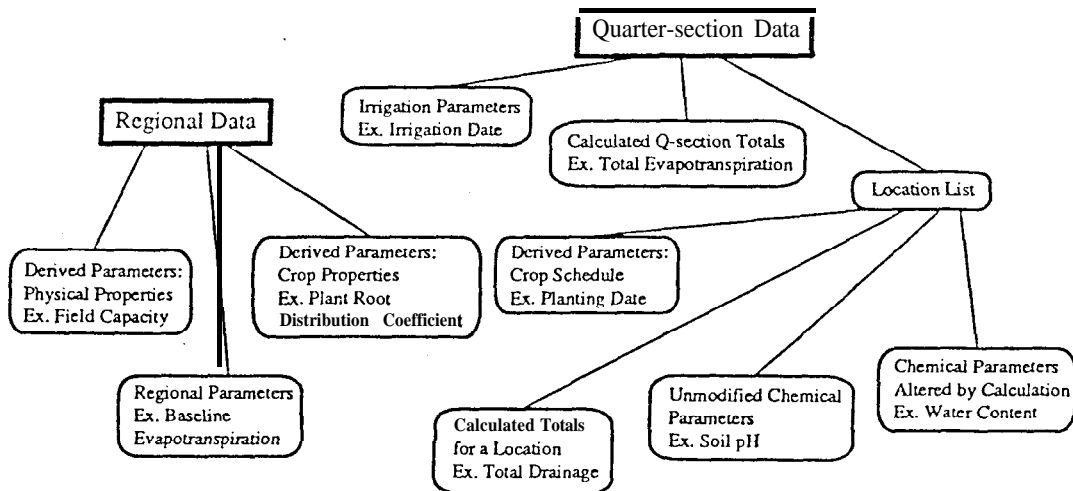 Quarter-section Data
Irrigation Parameters
Ex. Irrigation Date
Regional Data
Calculated Q-section Totals
Ex. Total Evapotranspiration
Location List
Derived Parameters:
Physical Properties
Ex. Field Capacity
Derived Parameters:
Crop Properties
Ex. Plant Root
Distribution Coefficient
Derived Parameters:
Crop Schedule
Ex. Planting Date
Regional Parameters
Ex. Baseline
Evapotranspiration
Calculated Totals
for a Location
Ex. Total Drainage
Unmodified Chemical
Parameters
Ex. Soil pH
Chemical Parameters
Altered by Calculation
Ex. Water Content